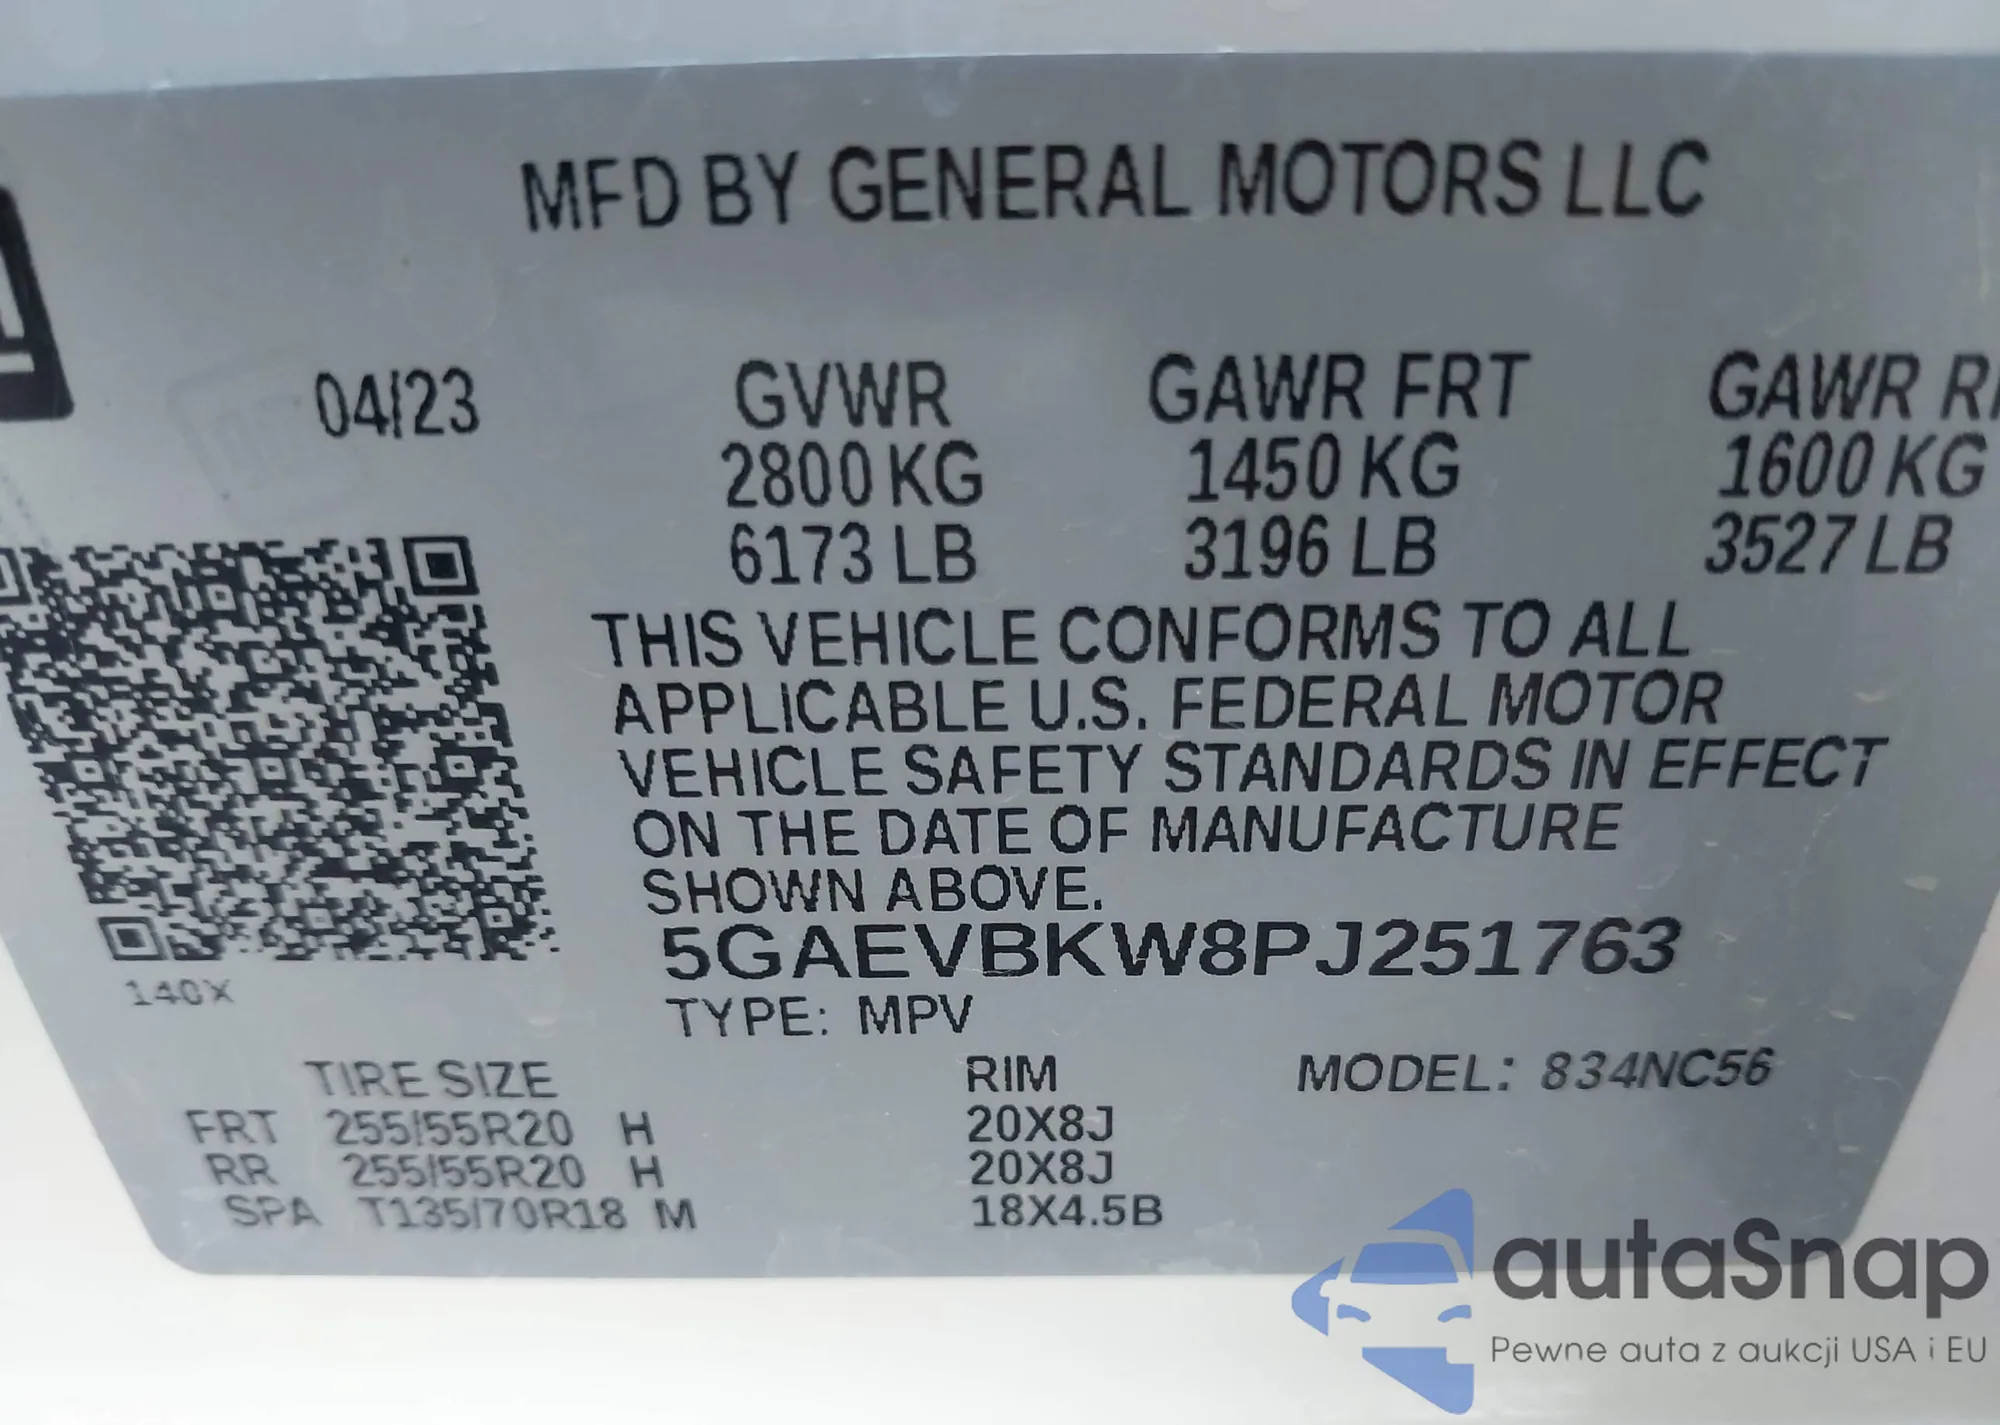 MFD BY GENERAL MOTORS LLC
04/23 GVWR GAWR FRT GAWR
2800 KG 1450 KG 1600 KG
6173 LB 3196 LB 3527 LB
THIS VEHICLE CONFORMS TO ALL
APPLICABLE U.S. FEDERAL MOTOR
VEHICLE SAFETY STANDARDS IN EFFECT
ON THE DATE OF MANUFACTURE
SHOWN ABOVE.
5GAEVBKW8PJ251763
140X
TYPE: MPV
TIRE SIZE RIM MODEL: 834NC56
FRT 255/55R20 H 20X8J
RR 255/55R20 H 20X8J
SPA T135/70R18 M 18X4.5B
autaSnap
Pewne auta z aukcji USA i EU